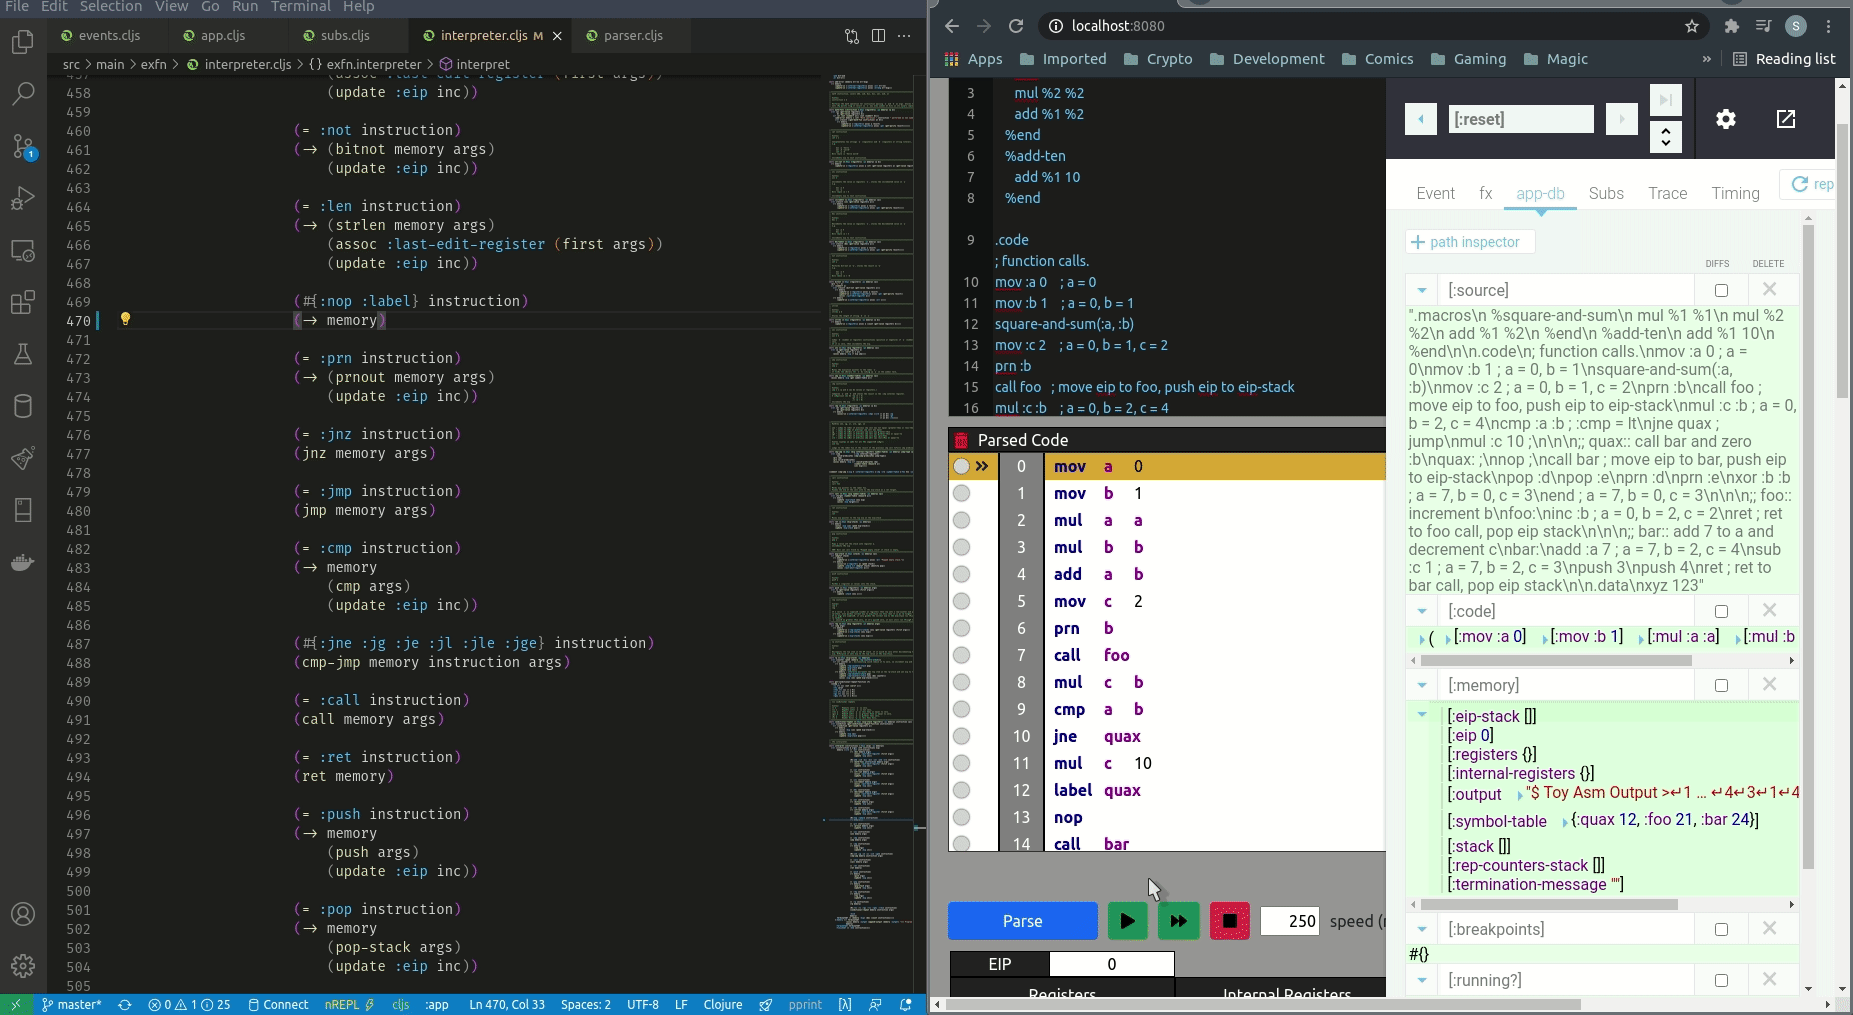 File Edit Selection View Go Run Terminal Help
events.cljs app.cljs subs.cljs interpreter.cljs M parser.cljs
src > main > exfn > interpreter.cljs > {} exfn.interpreter > interpret
457 (assoc :last-edit-register (first args))
458 (update :eip inc))
459
460 (= :not instruction)
461 (→ (bitnot memory args)
462 (update :eip inc))
463
464 (= :len instruction)
465 (→ (strlen memory args)
466 (assoc :last-edit-register (first args))
467 (update :eip inc))
468
469 (#{:nop :label} instruction)
470 (→ memory)
471
472 (= :prn instruction)
473 (→ (prnout memory args)
474 (update :eip inc))
475
476 (= :jnz instruction)
477 (jnz memory args)
478
479 (= :jmp instruction)
480 (jmp memory args)
481
482 (= :cmp instruction)
483 (→ memory
484 (cmp args)
485 (update :eip inc))
486
487 (#{:jne :jg :je :jl :jle :jge} instruction)
488 (cmp-jmp memory instruction args)
489
490 (= :call instruction)
491 (call memory args)
492
493 (= :ret instruction)
494 (ret memory)
495
496 (= :push instruction)
497 (→ memory
498 (push args)
499 (update :eip inc))
500
501 (= :pop instruction)
502 (→ memory
503 (pop-stack args)
504 (update :eip inc))
505
1
master* 0 1 25 Connect nREPL cljs :app Ln 470, Col 33 Spaces: 2 UTF-8 LF Clojure pprint [λ]
localhost:8080 S
Apps Imported Crypto Development Comics Gaming Magic » Reading list
3 mul %2 %2
4 add %1 %2
5 %end
6 %add-ten
7 add %1 10
8 %end
9 .code
; function calls.
10 mov :a 0 ; a = 0
11 mov :b 1 ; a = 0, b = 1
12 square-and-sum(:a, :b)
13 mov :c 2 ; a = 0, b = 1, c = 2
14 prn :b
15 call foo ; move eip to foo, push eip to eip-stack
16 mul :c :b ; a = 0, b = 2, c = 4
Parsed Code
0 mov a 0
1 mov b 1
2 mul a a
3 mul b b
4 add a b
5 mov c 2
6 prn b
7 call foo
8 mul c b
9 cmp a b
10 jne quax
11 mul c 10
12 label quax
13 nop
14 call bar
Parse 250 speed (
EIP 0
Registers Internal Registers
[:reset]
Event fx app-db Subs Trace Timing rep
+ path inspector
DIFFS DELETE
[:source]
".macros\n %square-and-sum\n mul %1 %1\n mul %2
%2\n add %1 %2\n %end\n %add-ten\n add %1 10\n
%end\n\n.code\n; function calls.\nmov :a 0 ; a =
0\nmov :b 1 ; a = 0, b = 1\nsquare-and-sum(:a,
:b)\nmov :c 2 ; a = 0, b = 1, c = 2\nprn :b\ncall foo ;
move eip to foo, push eip to eip-stack\nmul :c :b ; a = 0,
b = 2, c = 4\ncmp :a :b ; :cmp = lt\njne quax ;
jump\nmul :c 10 ;\n\n\n;; quax:: call bar and zero
:b\nquax: ;\nnop ;\ncall bar ; move eip to bar, push eip
to eip-stack\npop :d\npop :e\nprn :d\nprn :e\nxor :b :b
; a = 7, b = 0, c = 3\nend ; a = 7, b = 0, c = 3\n\n\n;; foo::
increment b\nfoo:\ninc :b ; a = 0, b = 2, c = 2\nret ; ret
to foo call, pop eip stack\n\n\n;; bar:: add 7 to a and
decrement c\nbar:\nadd :a 7 ; a = 7, b = 2, c = 4\nsub
:c 1 ; a = 7, b = 2, c = 3\npush 3\npush 4\nret ; ret to
bar call, pop eip stack\n\n.data\nxyz 123"
[:code]
( [:mov :a 0] [:mov :b 1] [:mul :a :a] [:mul :b
[:memory]
[:eip-stack []]
[:eip 0]
[:registers {}]
[:internal-registers {}]
[:output "$ Toy Asm Output >↵1 ... ↵4↵3↵1↵4
[:symbol-table {:quax 12, :foo 21, :bar 24}]
[:stack []]
[:rep-counters-stack []]
[:termination-message ""]
[:breakpoints]
#{}
[:running?]